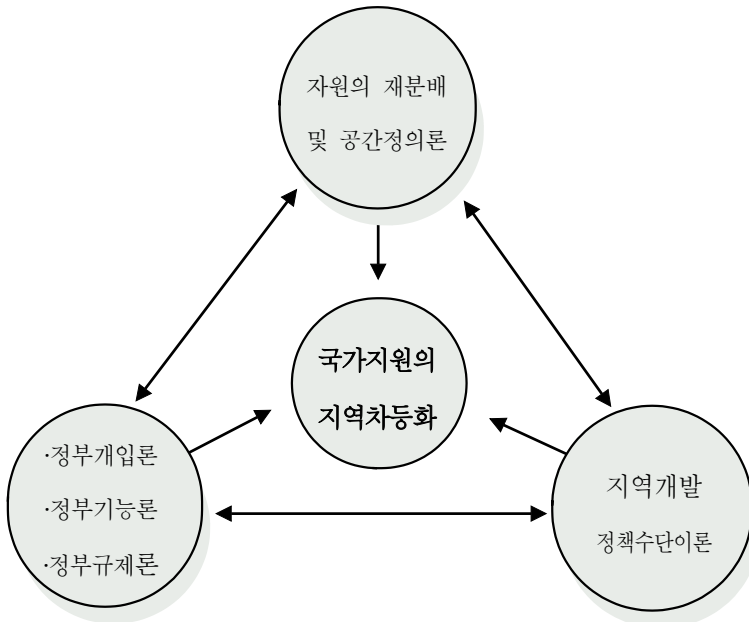 자원의 재분배
및 공간정의론
국가지원의
지역차등화
·정부개입론
·정부기능론
·정부규제론
지역개발
정책수단이론